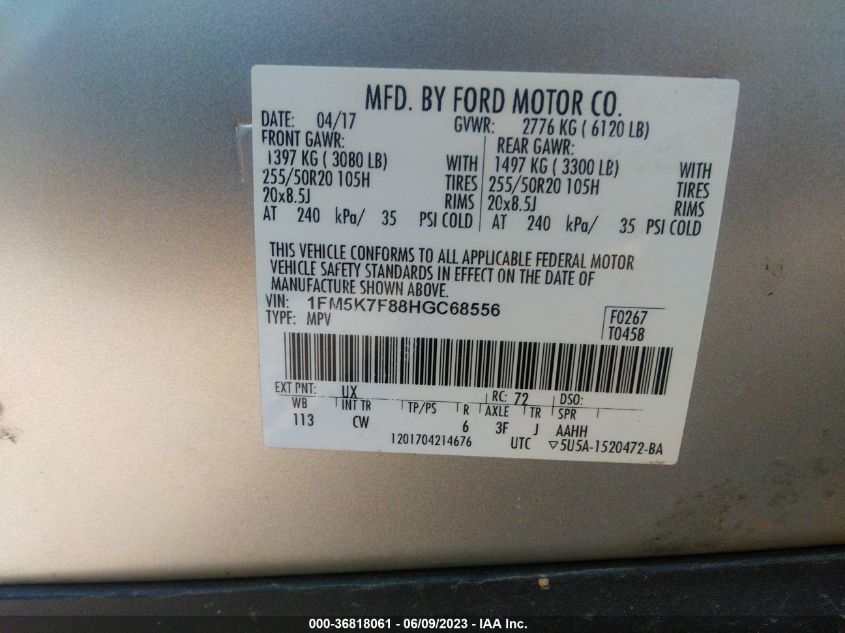 MFD. BY FORD MOTOR CO.
DATE: 04/17 GVWR: 2776 KG ( 6120 LB)
FRONT GAWR: REAR GAWR:
1397 KG ( 3080 LB) WITH 1497 KG ( 3300 LB) WITH
255/50R20 105H TIRES 255/50R20 105H TIRES
20x8.5J RIMS 20x8.5J RIMS
AT 240 kPa/ 35 PSI COLD AT 240 kPa/ 35 PSI COLD
THIS VEHICLE CONFORMS TO ALL APPLICABLE FEDERAL MOTOR
VEHICLE SAFETY STANDARDS IN EFFECT ON THE DATE OF
MANUFACTURE SHOWN ABOVE.
VIN: 1FM5K7F88HGC68556
TYPE: MPV
F0267
T045B
EXT PNT: UX RC: 72 DSO:
WB INT TR TP/PS R AXLE TR SPR
113 CW 6 3F J AAHH
1201704214676 UTC ▽5U5A-1520472-BA
000-36818061 - 06/09/2023 - IAA Inc.